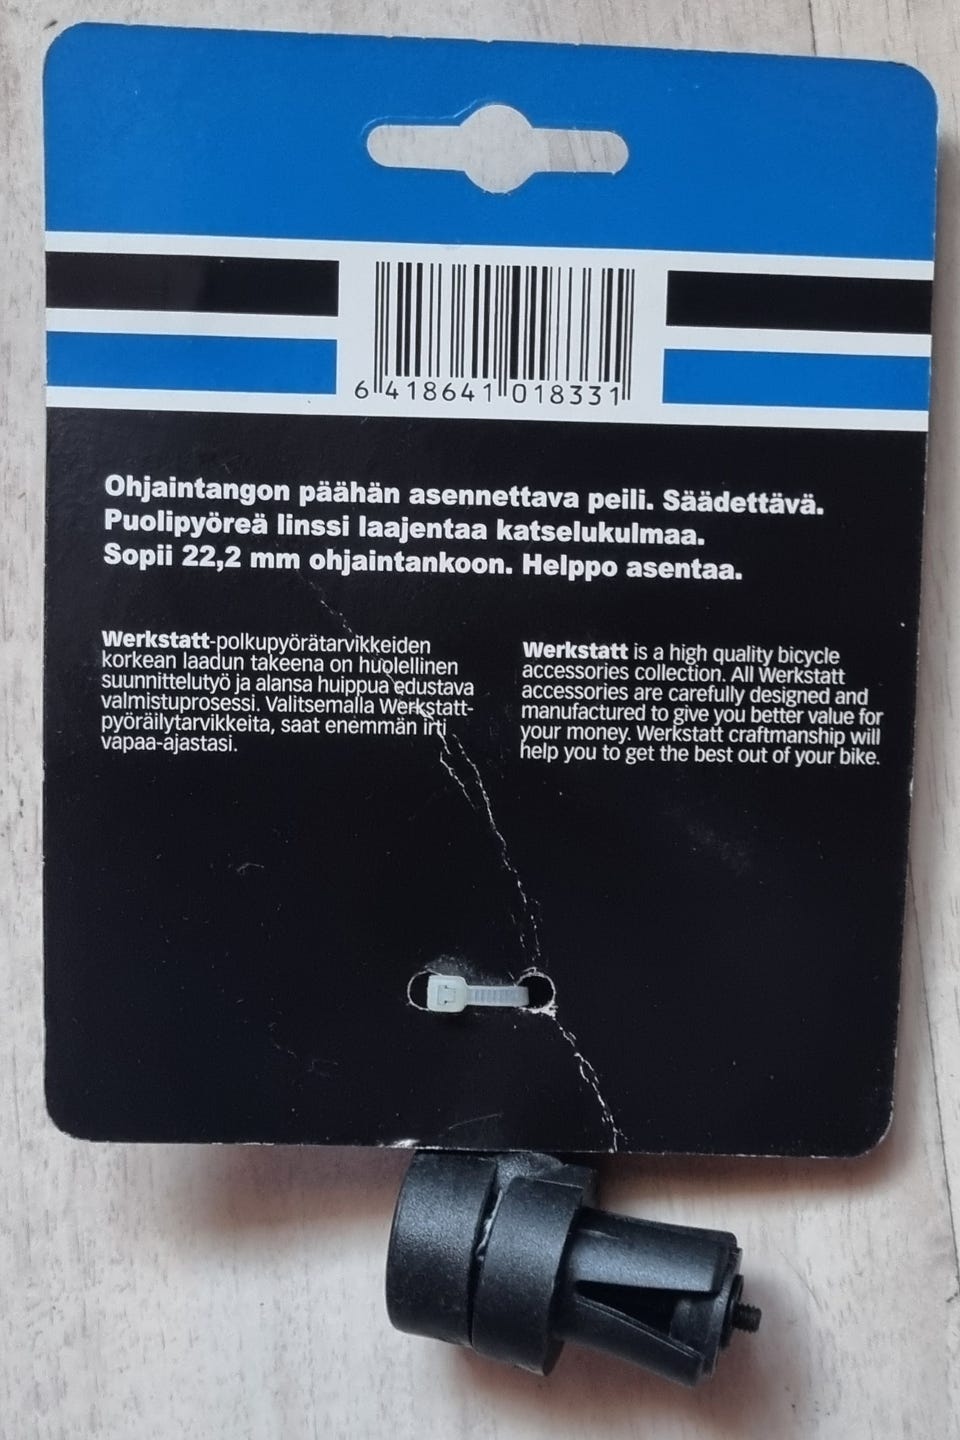 6 418641 018331
Ohjaintangon päähän asennettava peili. Säädettävä.
Puolipyöreä linssi laajentaa katselukulmaa.
Sopii 22,2 mm ohjaintankoon. Helppo asentaa.
Werkstatt-polkupyörätarvikkeiden
korkean laadun takeena on huolellinen
suunnittelutyö ja alansa huippua edustava
valmistusprosessi. Valitsemalla Werkstatt-
pyöräilytarvikkeita, saat enemmän irti
vapaa-ajastasi.
Werkstatt is a high quality bicycle
accessories collection. All Werkstatt
accessories are carefully designed and
manufactured to give you better value for
your money. Werkstatt craftmanship will
help you to get the best out of your bike.